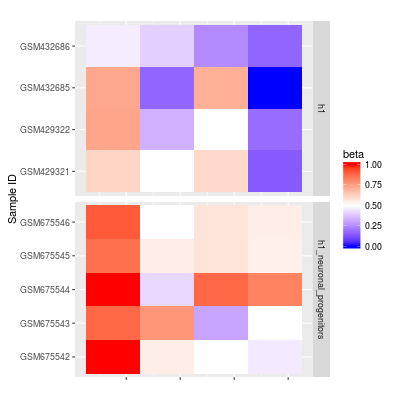 Sample ID
GSM432686
GSM432685
GSM429322
GSM429321
h1
GSM675546
GSM675545
GSM675544
GSM675543
GSM675542
h1_neuronal_progenitors
beta
1.00
0.75
0.50
0.25
0.00